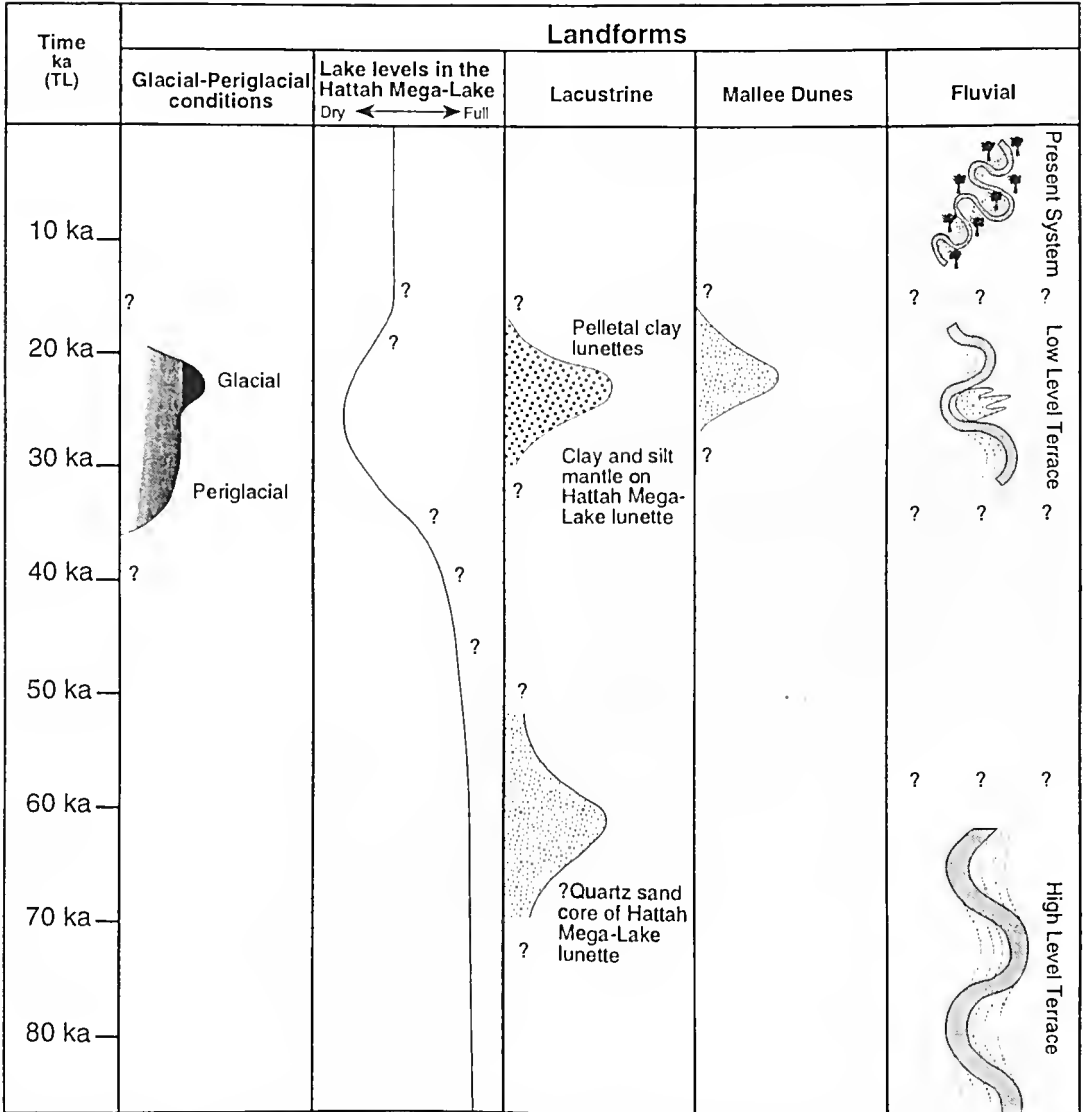 Time
ka
(TL)
Landforms
Glacial-Periglacial
conditions
Lake levels in the
Hattah Mega-Lake
Dry Full
Lacustrine
Mallee Dunes
Fluvial
10 ka
20 ka
30 ka
40 ka
50 ka
60 ka
70 ka
80 ka
?
Glacial
Periglacial
?
?
?
?
?
?
?
Pelletal clay
lunettes
Clay and silt
mantle on
Hattah Mega-
Lake lunette
?
?
?Quartz sand
core of Hattah
Mega-Lake
lunette
?
?
?
Present System
? ? ?
Low Level Terrace
? ? ?
? ? ?
High Level Terrace